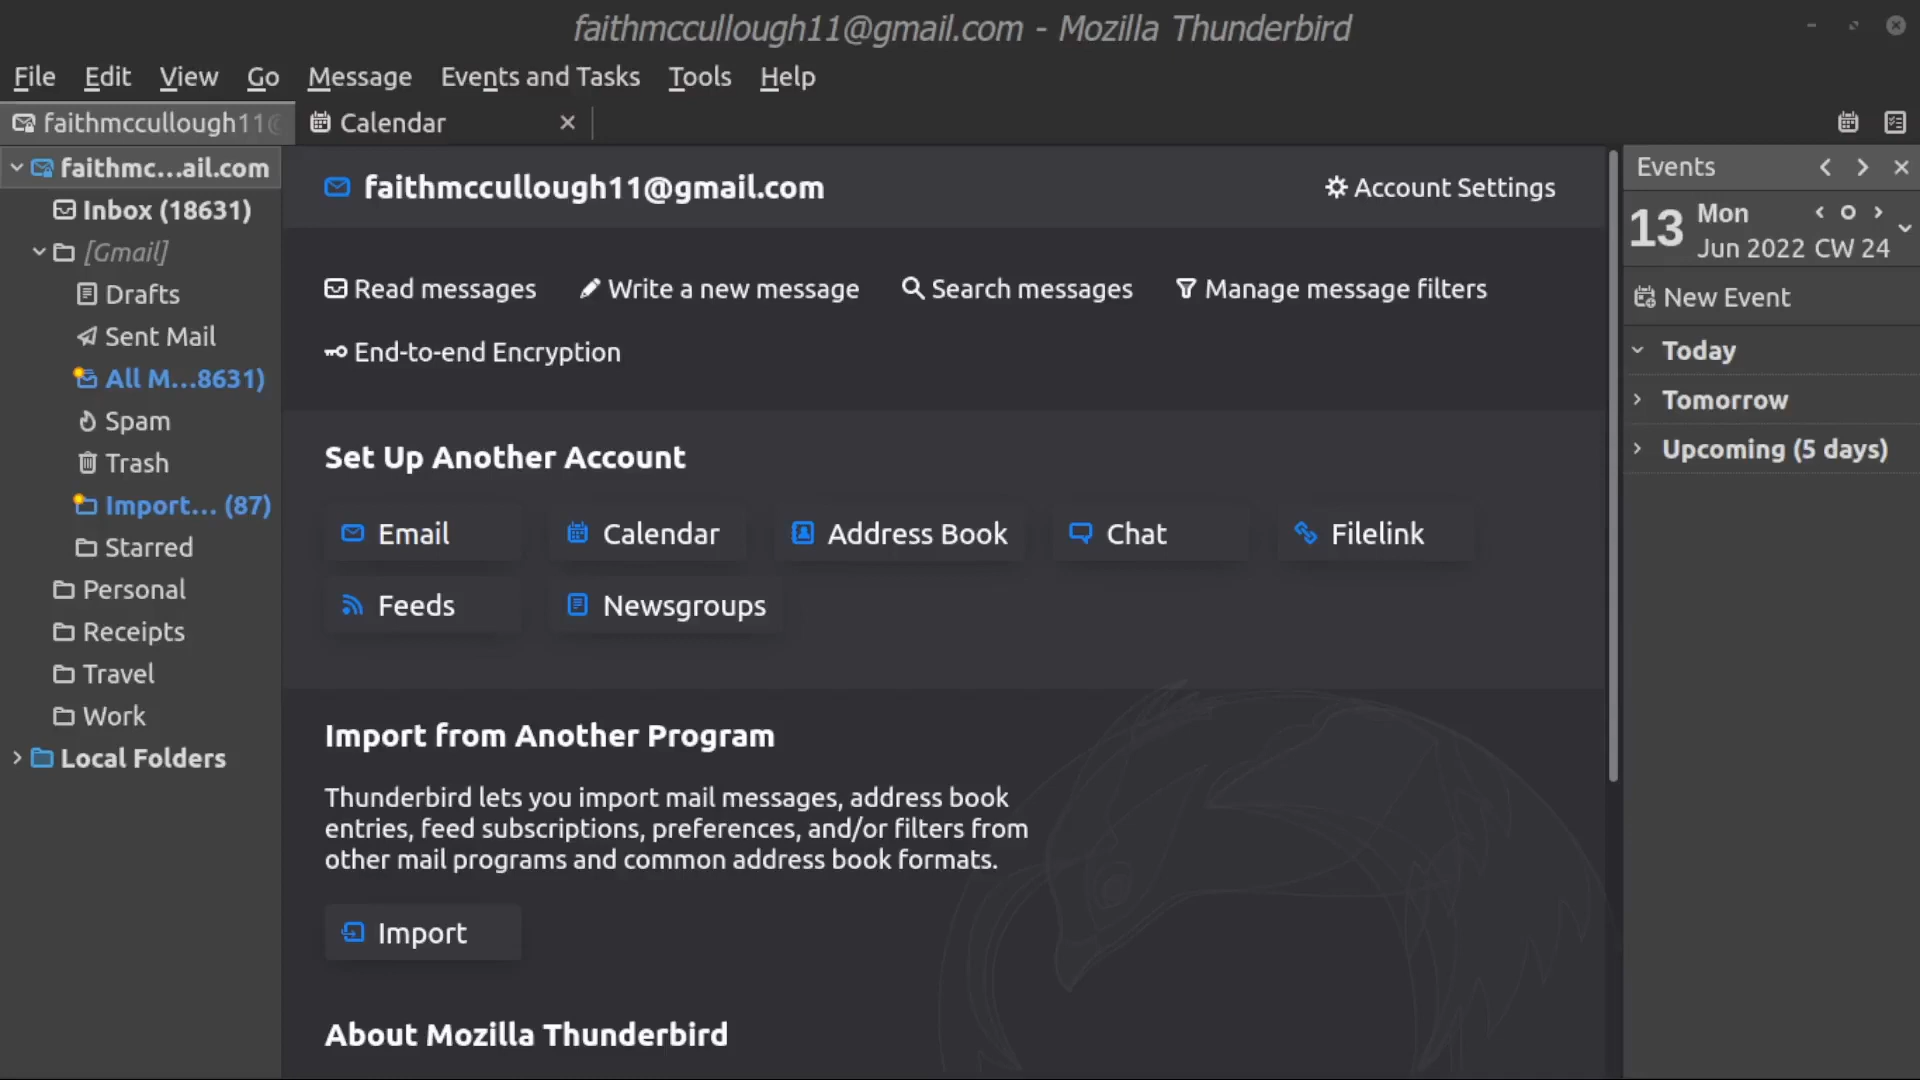 faithmccullough11@gmail.com - Mozilla Thunderbird
File Edit View Go Message Events and Tasks Tools Help
faithmccullough11@ Calendar
faithmc...ail.com
Inbox (18631)
[Gmail]
Drafts
Sent Mail
All M...8631)
Spam
Trash
Import... (87)
Starred
Personal
Receipts
Travel
Work
Local Folders
faithmccullough11@gmail.com
Account Settings
Read messages Write a new message Search messages Manage message filters
End-to-end Encryption
Set Up Another Account
Email Calendar Address Book Chat Filelink
Feeds Newsgroups
Import from Another Program
Thunderbird lets you import mail messages, address book
entries, feed subscriptions, preferences, and/or filters from
other mail programs and common address book formats.
Import
About Mozilla Thunderbird
Events
13 Mon
Jun 2022 CW 24
New Event
Today
Tomorrow
Upcoming (5 days)